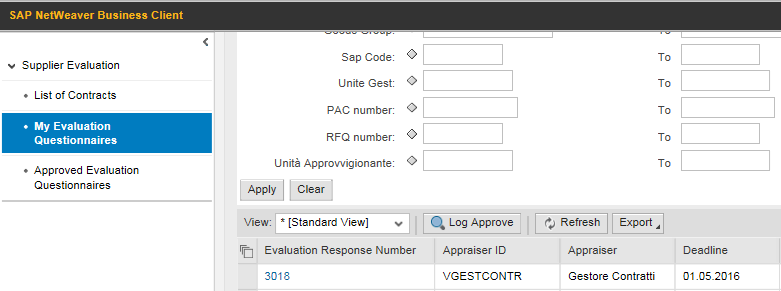 SAP NetWeaver Business Client
Supplier Evaluation
List of Contracts
My Evaluation
Questionnaires
Approved Evaluation
Questionnaires
Sap Code: To
Unite Gest: To
PAC number: To
RFQ number: To
Unità Approvvigionante: To
Apply Clear
View: * [Standard View] Log Approve Refresh Export
Evaluation Response Number Appraiser ID Appraiser Deadline
3018 VGESTCONTR Gestore Contratti 01.05.2016